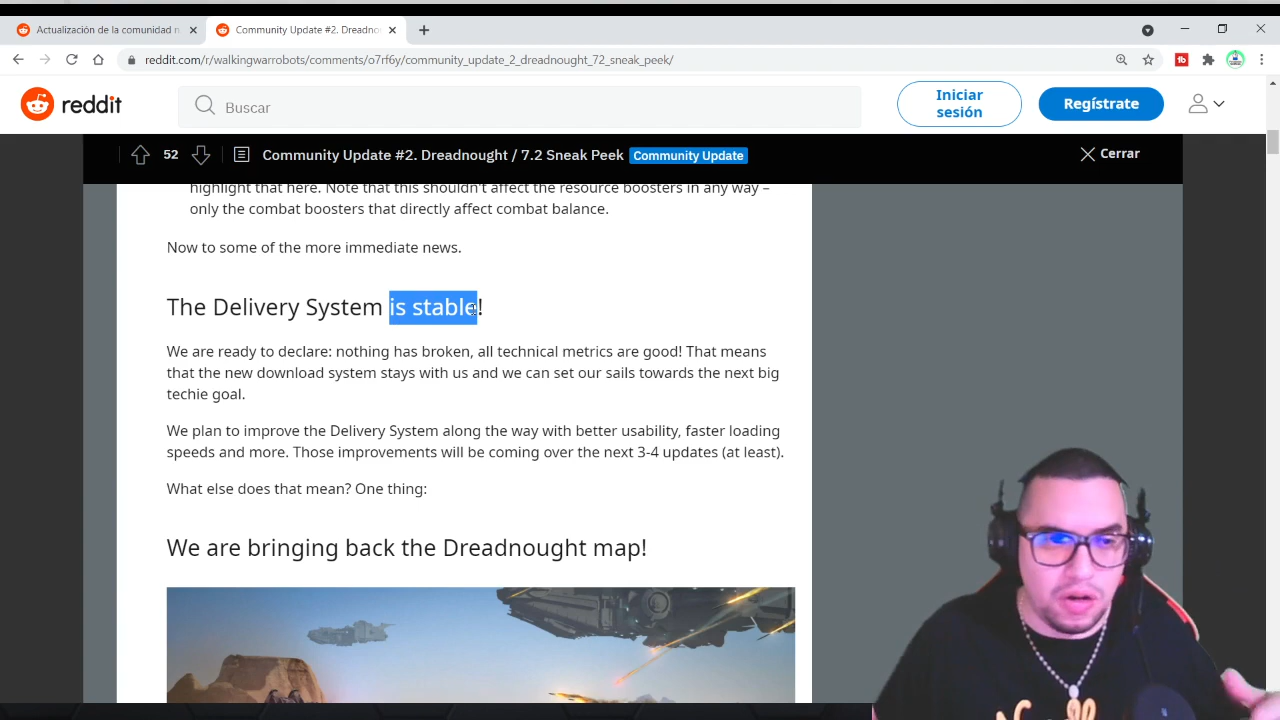 Actualización de la comunidad n
Community Update #2. Dreadno
reddit.com/r/walkingwarrobots/comments/o7rf6y/community_update_2_dreadnought_72_sneak_peek/
reddit
Buscar
Iniciar
sesión
Regístrate
52
Community Update #2. Dreadnought / 7.2 Sneak Peek
Community Update
Cerrar
highlight that here. Note that this shouldn't affect the resource boosters in any way –
only the combat boosters that directly affect combat balance.
Now to some of the more immediate news.
The Delivery System is stable!
We are ready to declare: nothing has broken, all technical metrics are good! That means
that the new download system stays with us and we can set our sails towards the next big
techie goal.
We plan to improve the Delivery System along the way with better usability, faster loading
speeds and more. Those improvements will be coming over the next 3-4 updates (at least).
What else does that mean? One thing:
We are bringing back the Dreadnought map!